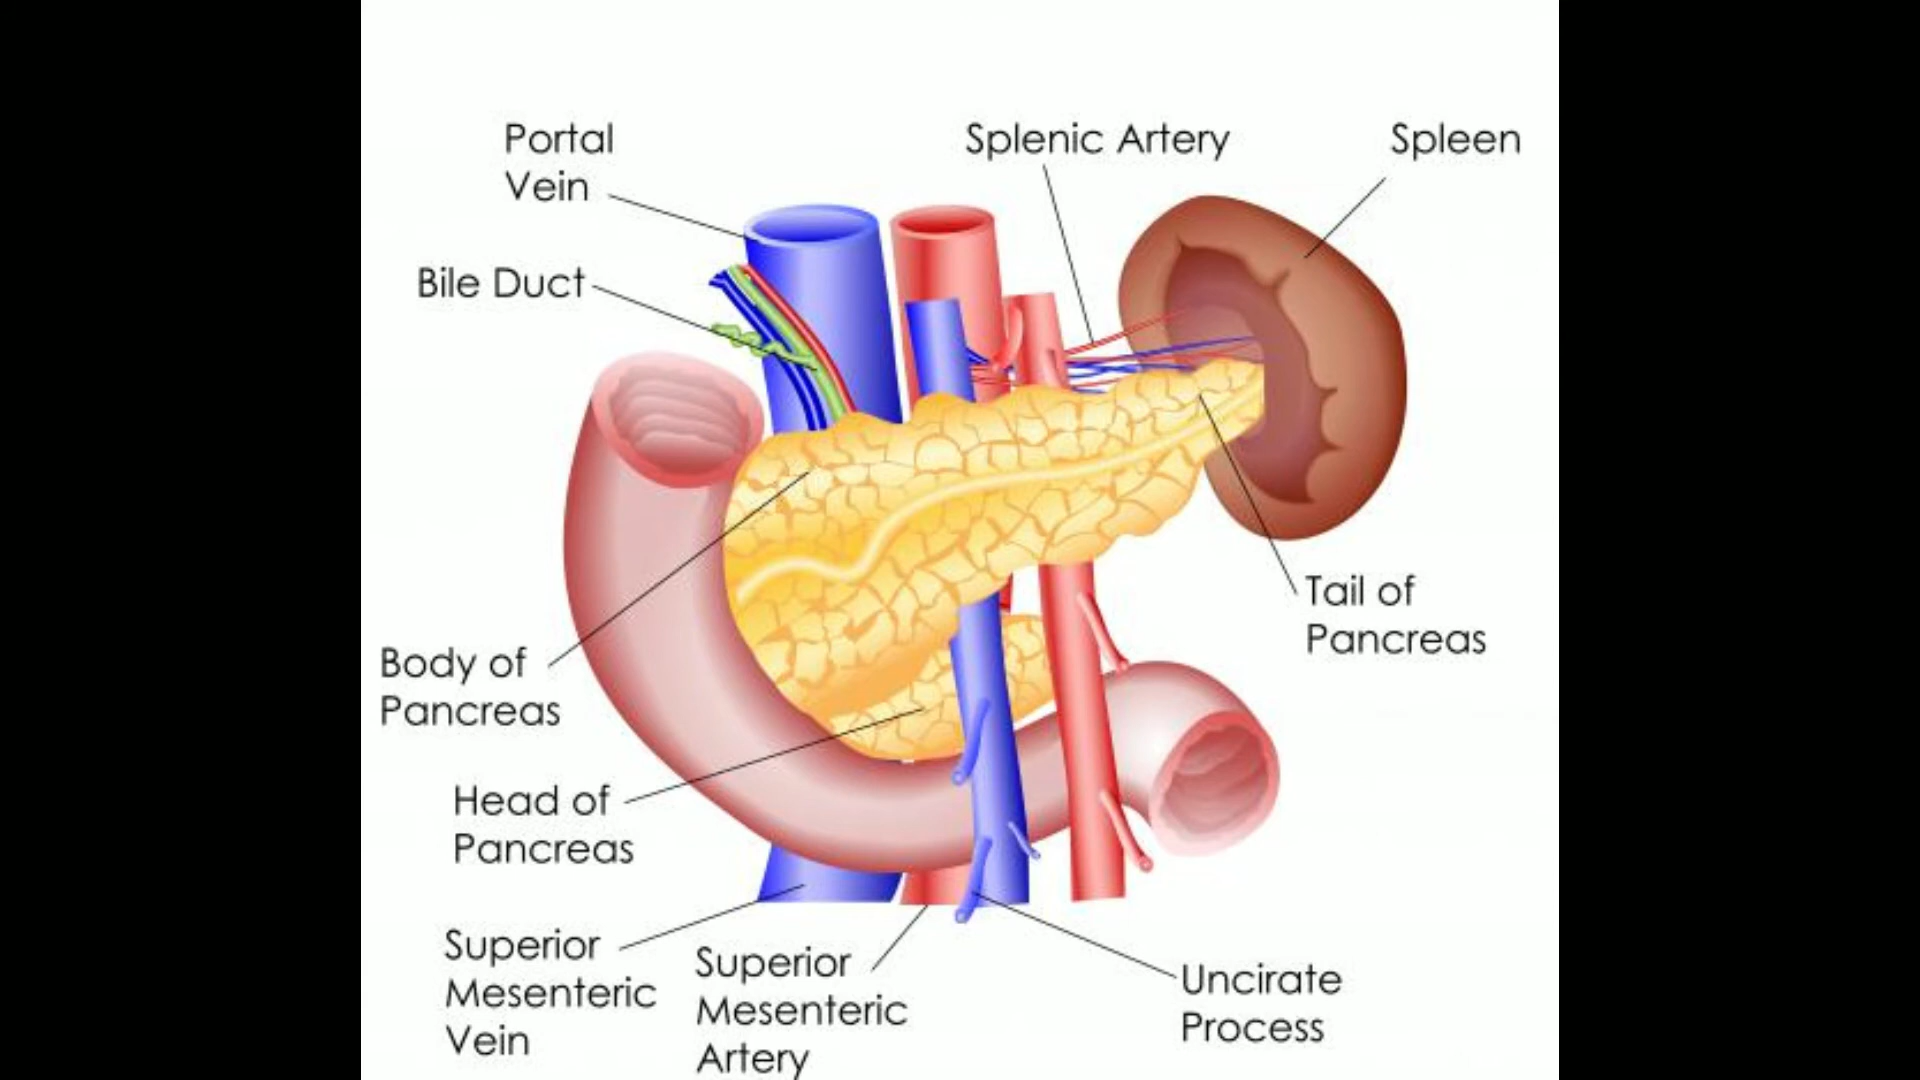 Portal
Vein
Splenic Artery
Spleen
Bile Duct
Tail of
Pancreas
Body of
Pancreas
Head of
Pancreas
Superior
Mesenteric
Vein
Superior
Mesenteric
Artery
Uncirate
Process